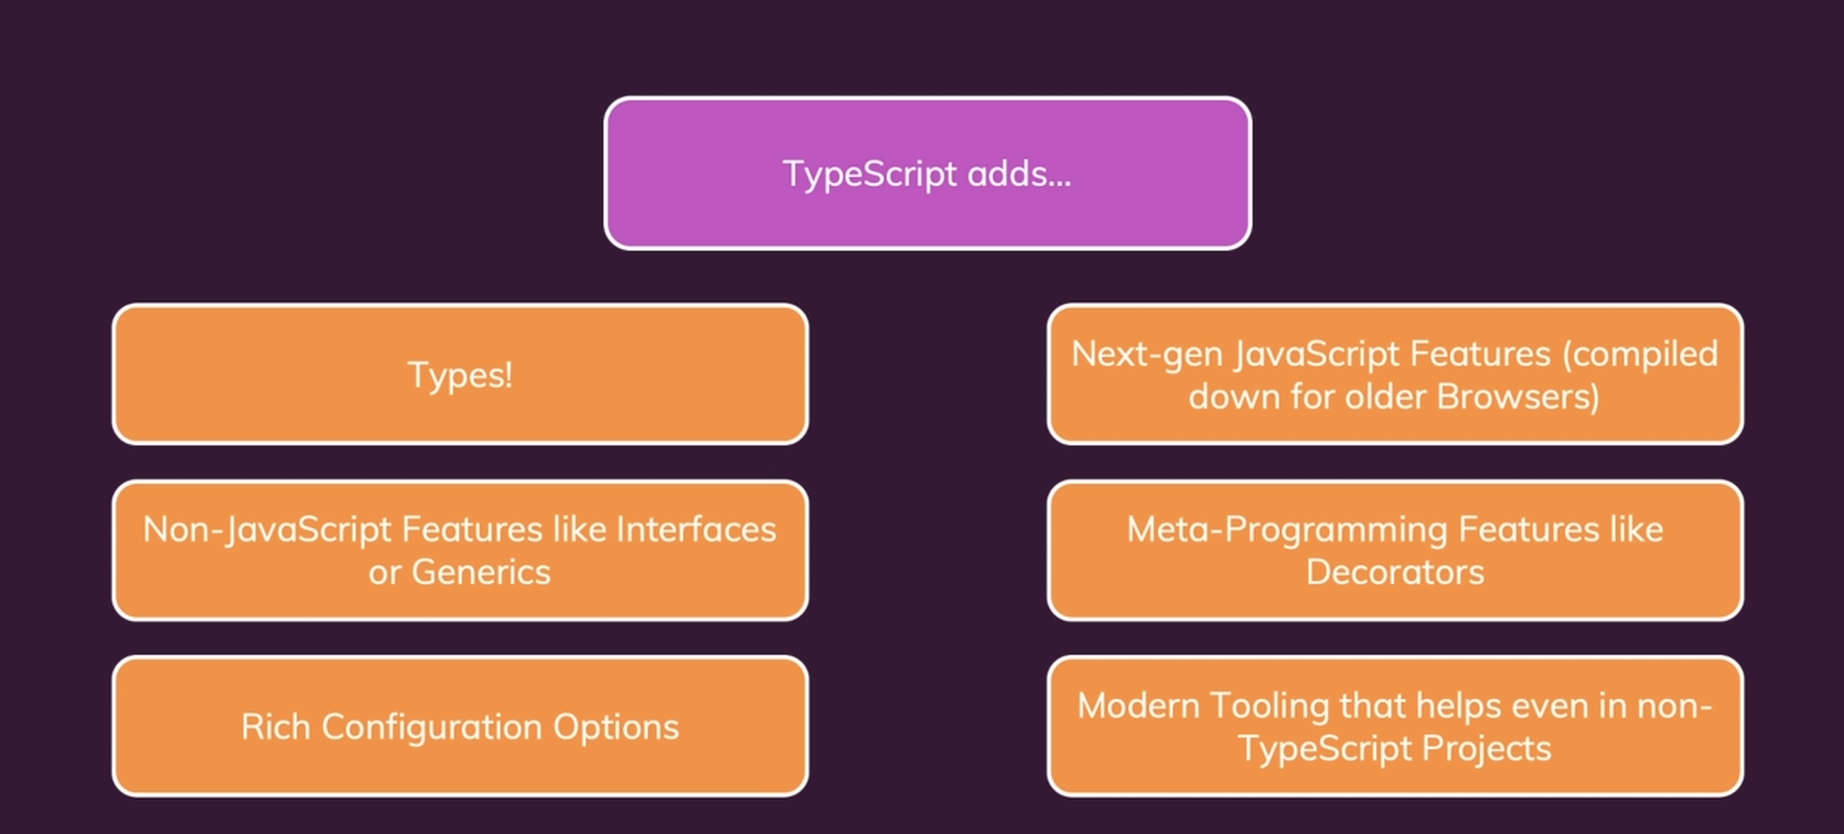 TypeScript adds...
Types!
Next-gen JavaScript Features (compiled
down for older Browsers)
Non-JavaScript Features like Interfaces
or Generics
Meta-Programming Features like
Decorators
Rich Configuration Options
Modern Tooling that helps even in non-
TypeScript Projects